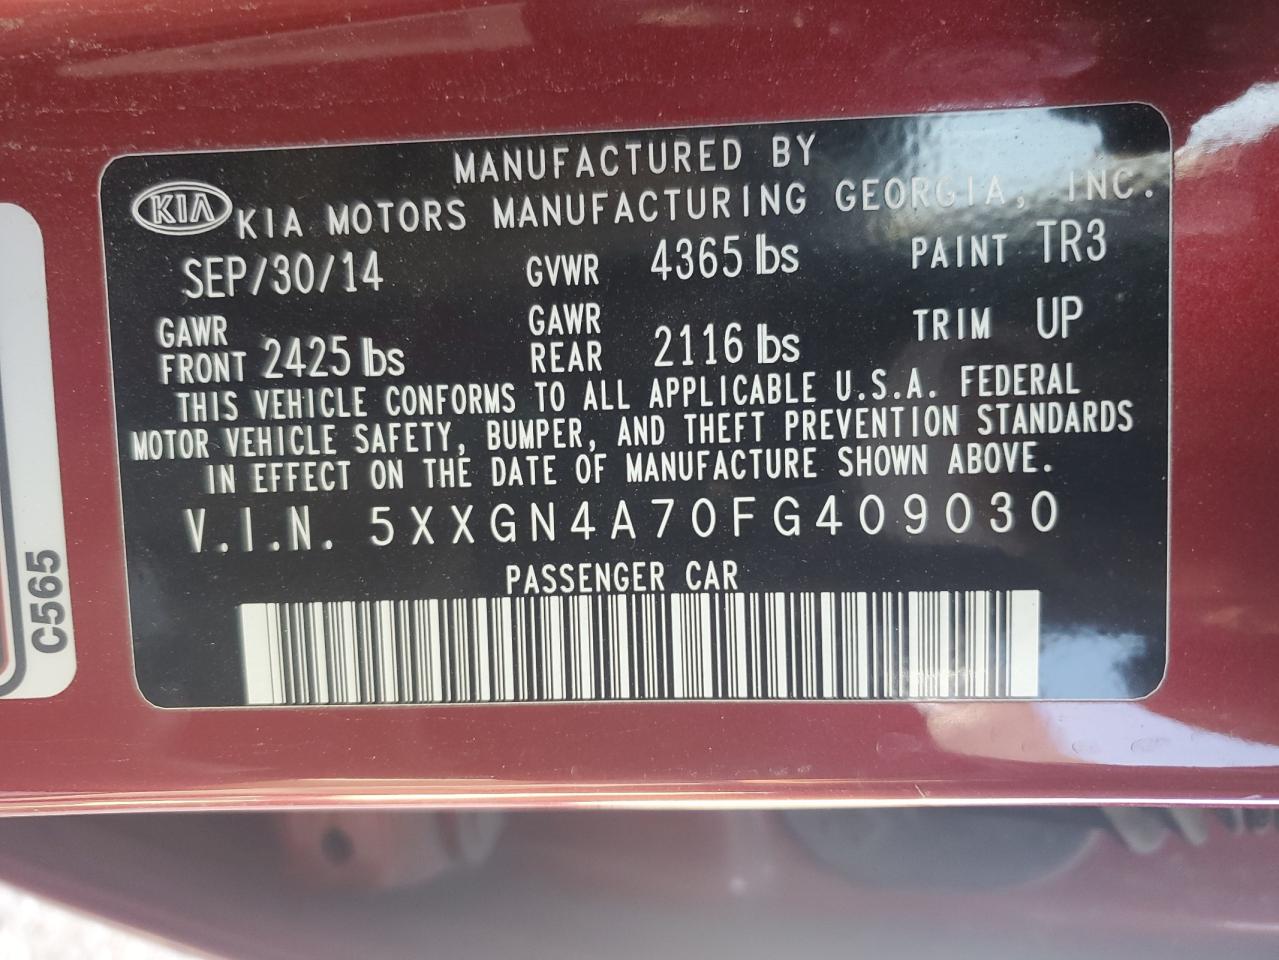 MANUFACTURED BY
KIA KIA MOTORS MANUFACTURING GEORGIA, INC.
SEP/30/14 GVWR 4365 lbs PAINT TR3
GAWR FRONT 2425 lbs GAWR REAR 2116 lbs TRIM UP
THIS VEHICLE CONFORMS TO ALL APPLICABLE U.S.A. FEDERAL
MOTOR VEHICLE SAFETY, BUMPER, AND THEFT PREVENTION STANDARDS
IN EFFECT ON THE DATE OF MANUFACTURE SHOWN ABOVE.
V.I.N. 5XXGN4A70FG409030
PASSENGER CAR
C565